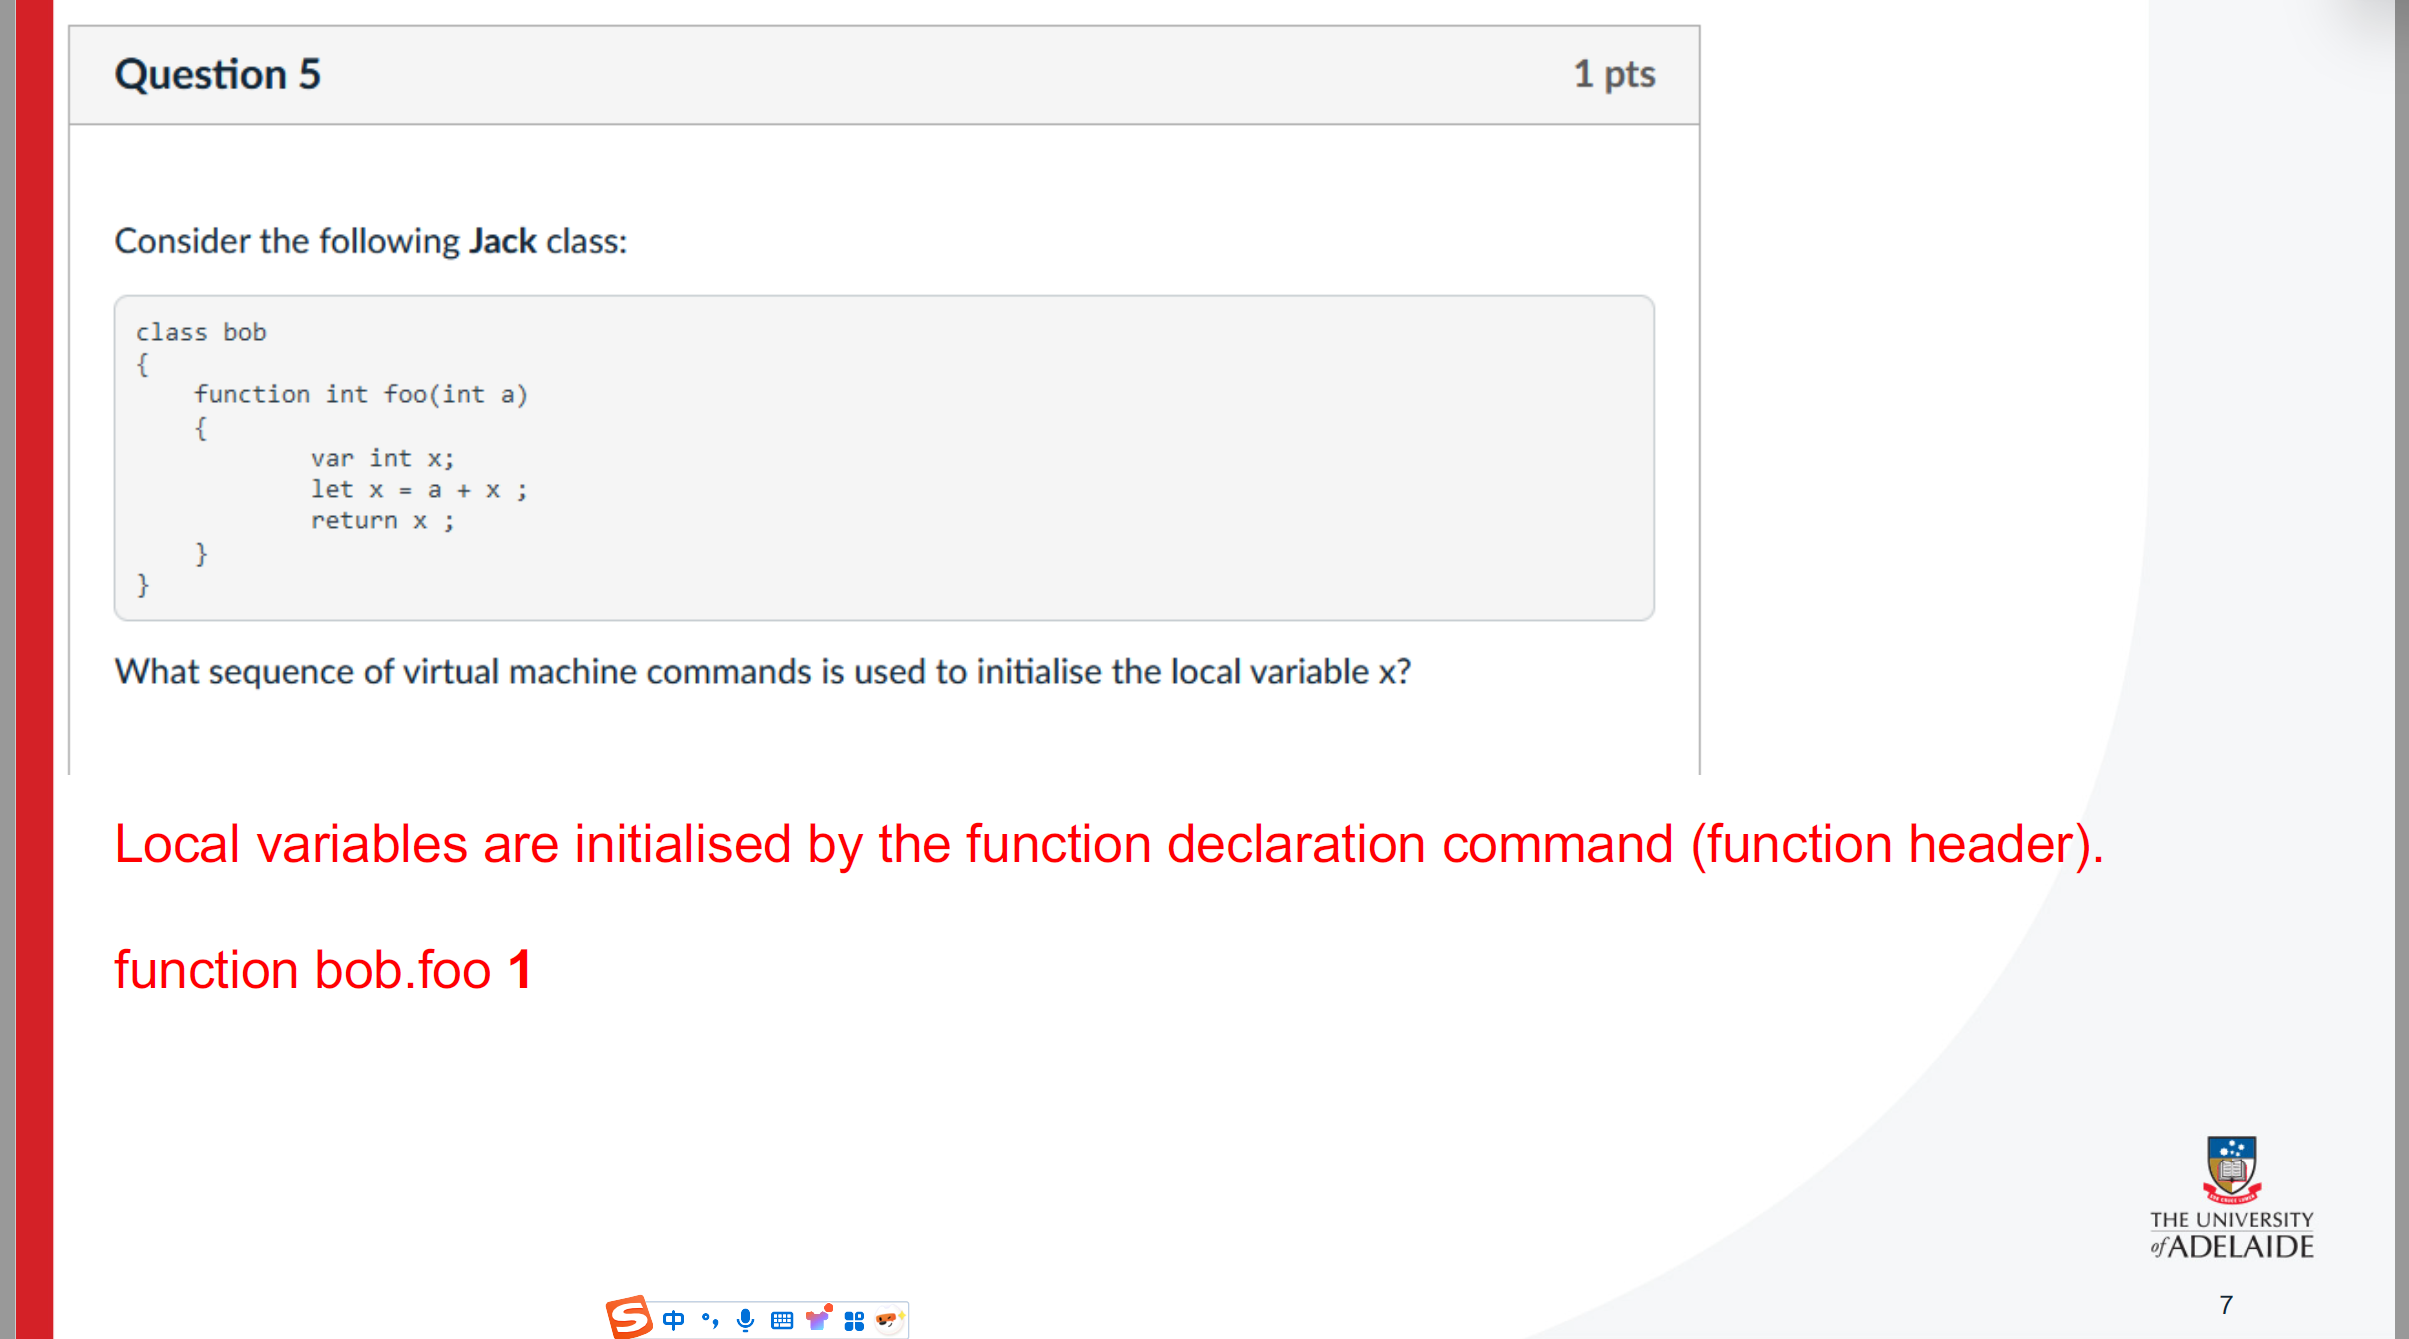 Question 5
1 pts
Consider the following Jack class:
class bob
{
    function int foo(int a)
    {
            var int x;
            let x = a + x ;
            return x ;
    }
}
What sequence of virtual machine commands is used to initialise the local variable x?
Local variables are initialised by the function declaration command (function header).
function bob.foo 1
THE UNIVERSITY
of ADELAIDE
S 中 °,
7